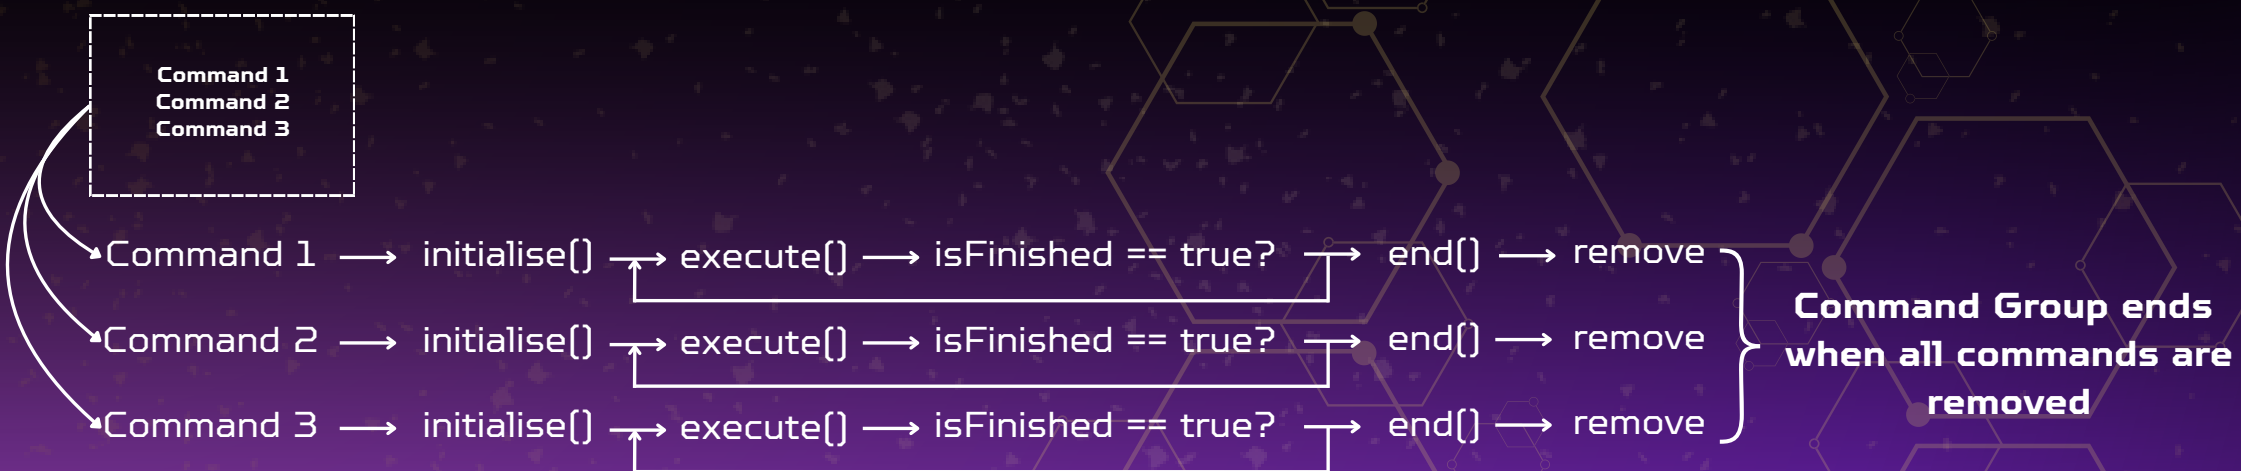 Command 1
Command 2
Command 3
Command 1 initialise() execute() isFinished == true? end() remove
Command 2 initialise() execute() isFinished == true? end() remove
Command 3 initialise() execute() isFinished == true? end() remove
Command Group ends
when all commands are
removed